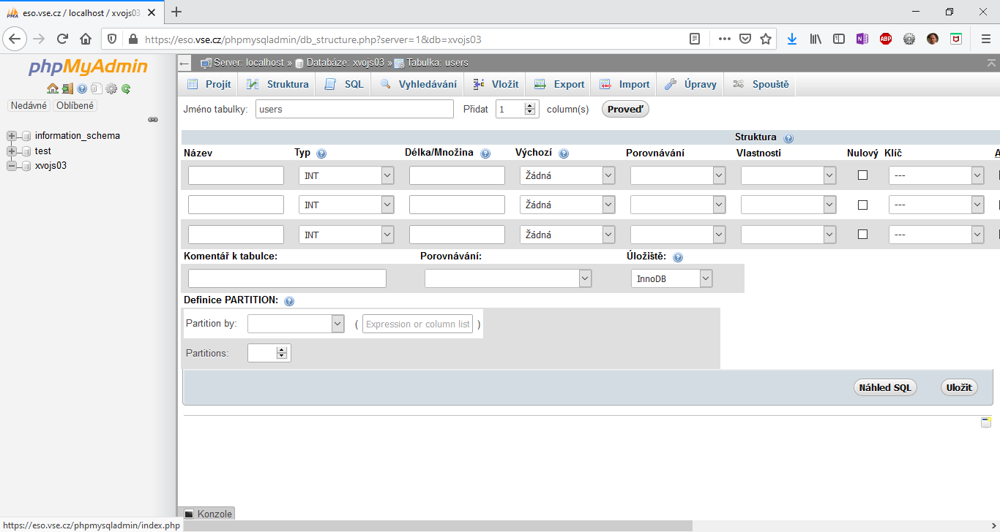 eso.vse.cz / localhost / xvojs03
https://eso.vse.cz/phpmysqladmin/db_structure.php?server=1&db=xvojs03
phpMyAdmin
Nedávné Oblíbené
information_schema
test
xvojs03
Server: localhost » Databáze: xvojs03 » Tabulka: users
Projít Struktura SQL Vyhledávání Vložit Export Import Úpravy Spouště
Jméno tabulky: users Přidat 1 column(s) Proveď
Struktura
Název Typ Délka/Množina Výchozí Porovnávání Vlastnosti Nulový Klíč A
INT Žádná ---
INT Žádná ---
INT Žádná ---
Komentář k tabulce: Porovnávání: Úložiště:
InnoDB
Definice PARTITION:
Partition by: ( Expression or column list )
Partitions:
Náhled SQL Uložit
Konzole
https://eso.vse.cz/phpmysqladmin/index.php